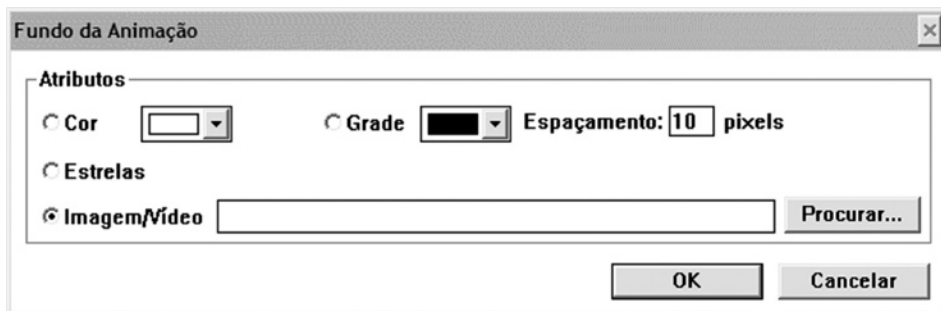 Fundo da Animação
Atributos
Cor Grade Espaçamento: 10 pixels
Estrelas
Imagem/Vídeo Procurar...
OK Cancelar